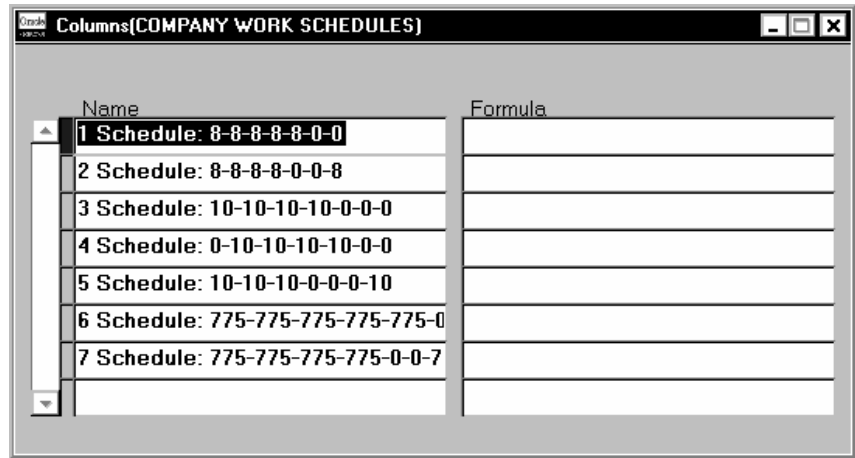 Oracle
Columns(COMPANY WORK SCHEDULES)
Name Formula
1 Schedule: 8-8-8-8-8-0-0
2 Schedule: 8-8-8-8-0-0-8
3 Schedule: 10-10-10-10-0-0-0
4 Schedule: 0-10-10-10-10-0-0
5 Schedule: 10-10-10-0-0-0-10
6 Schedule: 775-775-775-775-775-0
7 Schedule: 775-775-775-775-0-0-7